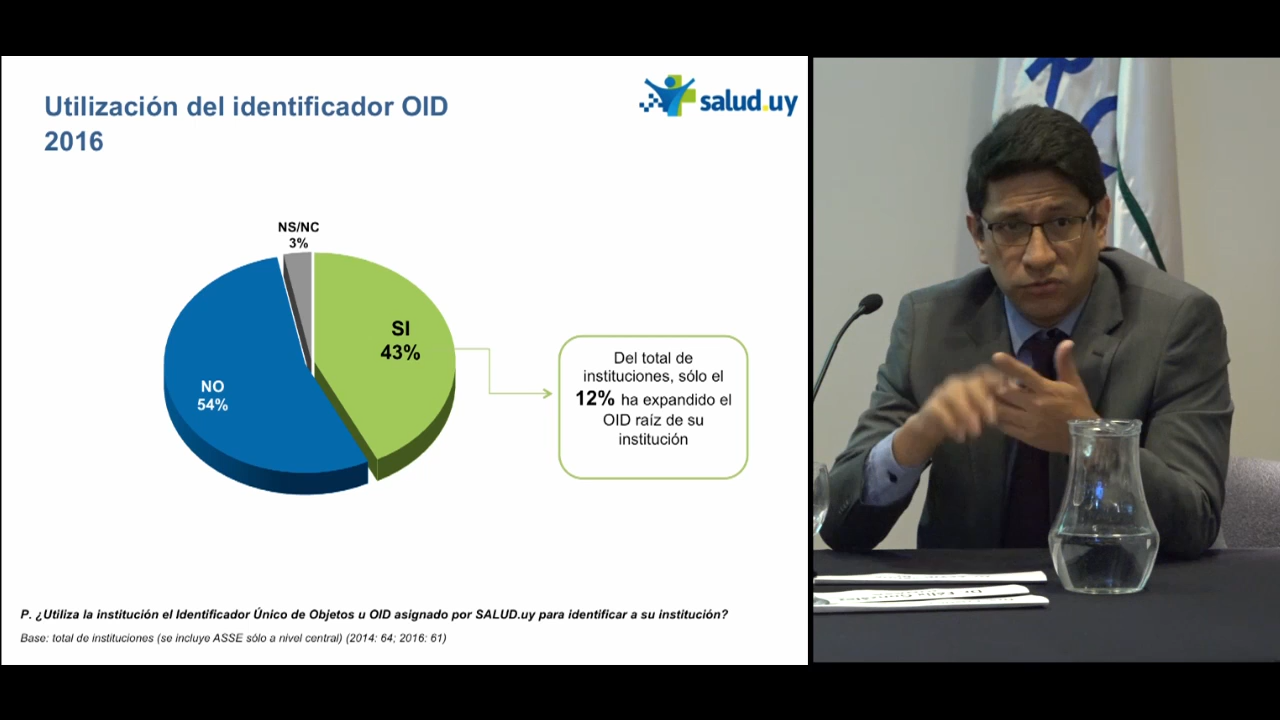 Utilización del identificador OID
2016
salud.uy
NS/NC
3%
SI
43%
NO
54%
Del total de
instituciones, sólo el
12% ha expandido el
OID raíz de su
institución
P. ¿Utiliza la institución el Identificador Único de Objetos u OID asignado por SALUD.uy para identificar a su institución?
Base: total de instituciones (se incluye ASSE sólo a nivel central) (2014: 64; 2016: 61)